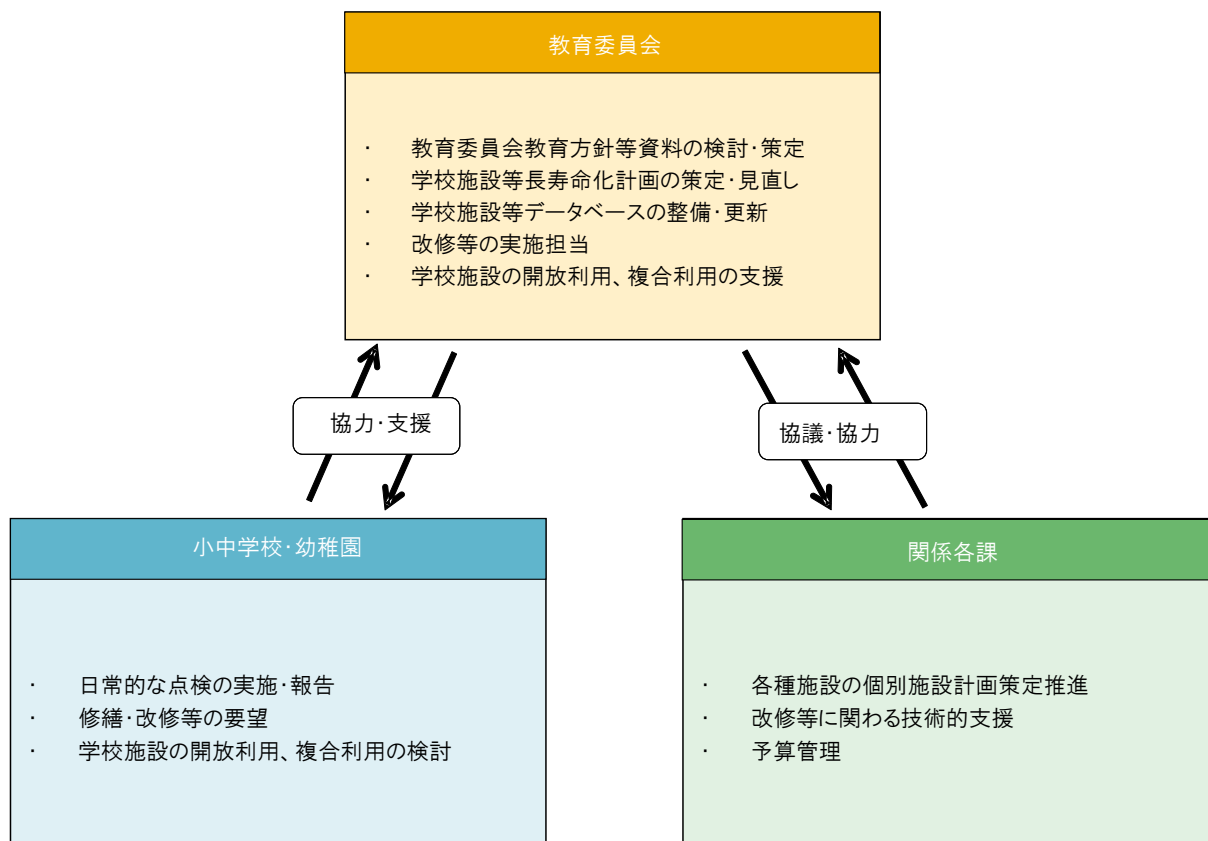 教育委員会
・ 教育委員会教育方針等資料の検討・策定
・ 学校施設等長寿命化計画の策定・見直し
・ 学校施設等データベースの整備・更新
・ 改修等の実施担当
・ 学校施設の開放利用、複合利用の支援
協力・支援
協議・協力
小中学校・幼稚園
・ 日常的な点検の実施・報告
・ 修繕・改修等の要望
・ 学校施設の開放利用、複合利用の検討
関係各課
・ 各種施設の個別施設計画策定推進
・ 改修等に関わる技術的支援
・ 予算管理